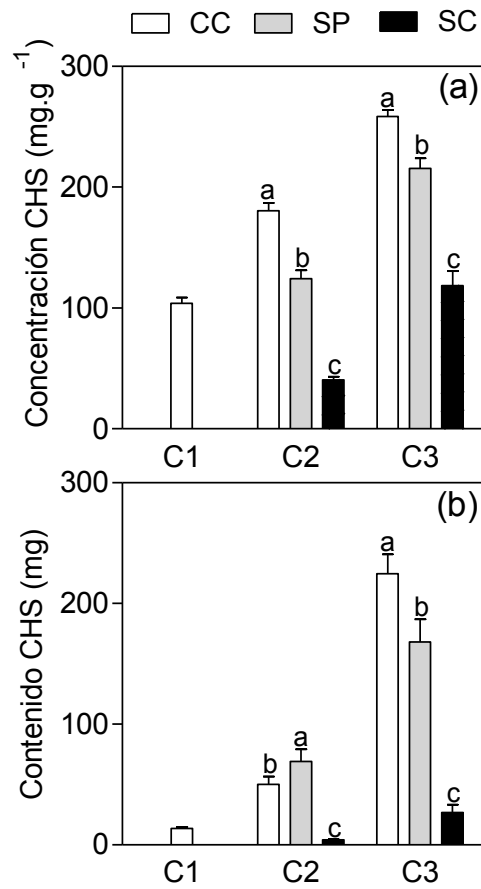 CC SP SC
(a)
Concentración CHS (mg.g -1)
300
200
100
0
a
b
c
a
b
c
C1 C2 C3
(b)
Contenido CHS (mg)
300
200
100
0
b
a
c
a
b
c
C1 C2 C3